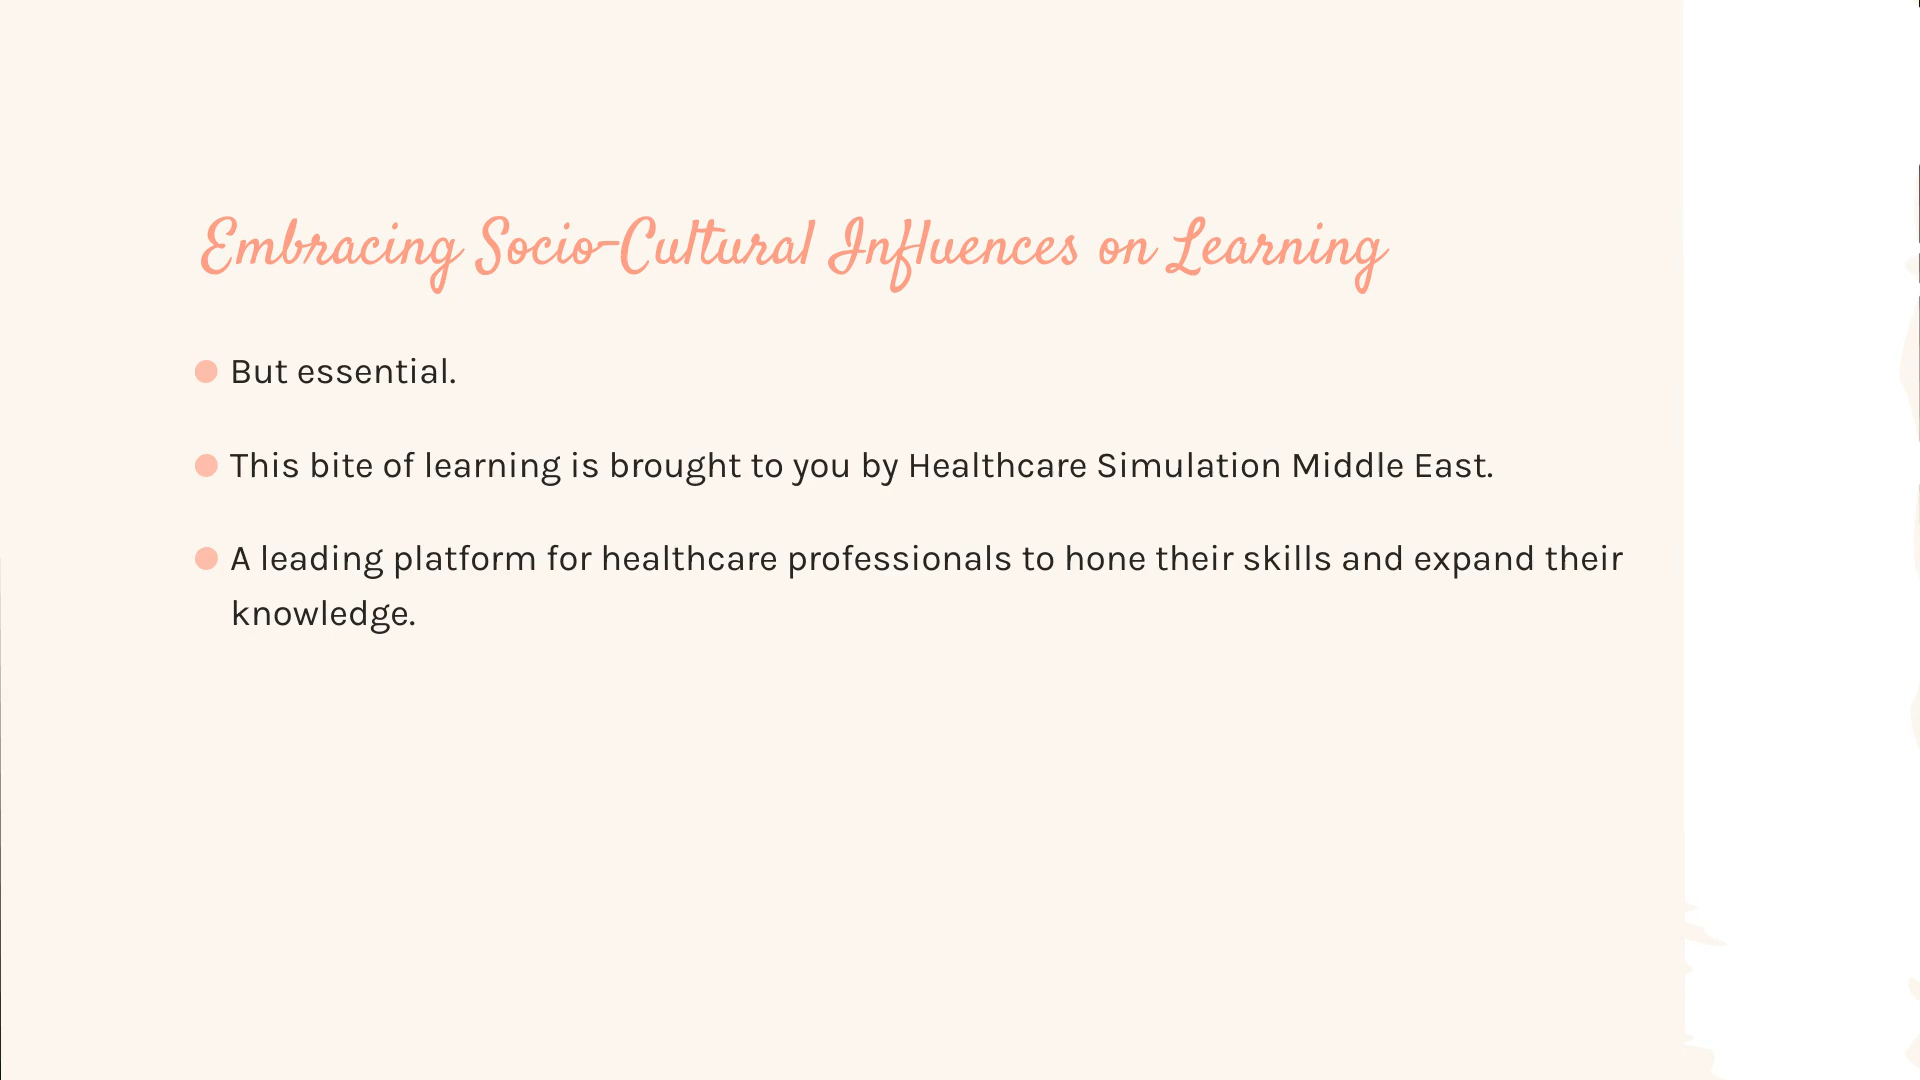 Embracing Socio-Cultural Influences on Learning
But essential.
This bite of learning is brought to you by Healthcare Simulation Middle East.
A leading platform for healthcare professionals to hone their skills and expand their
knowledge.